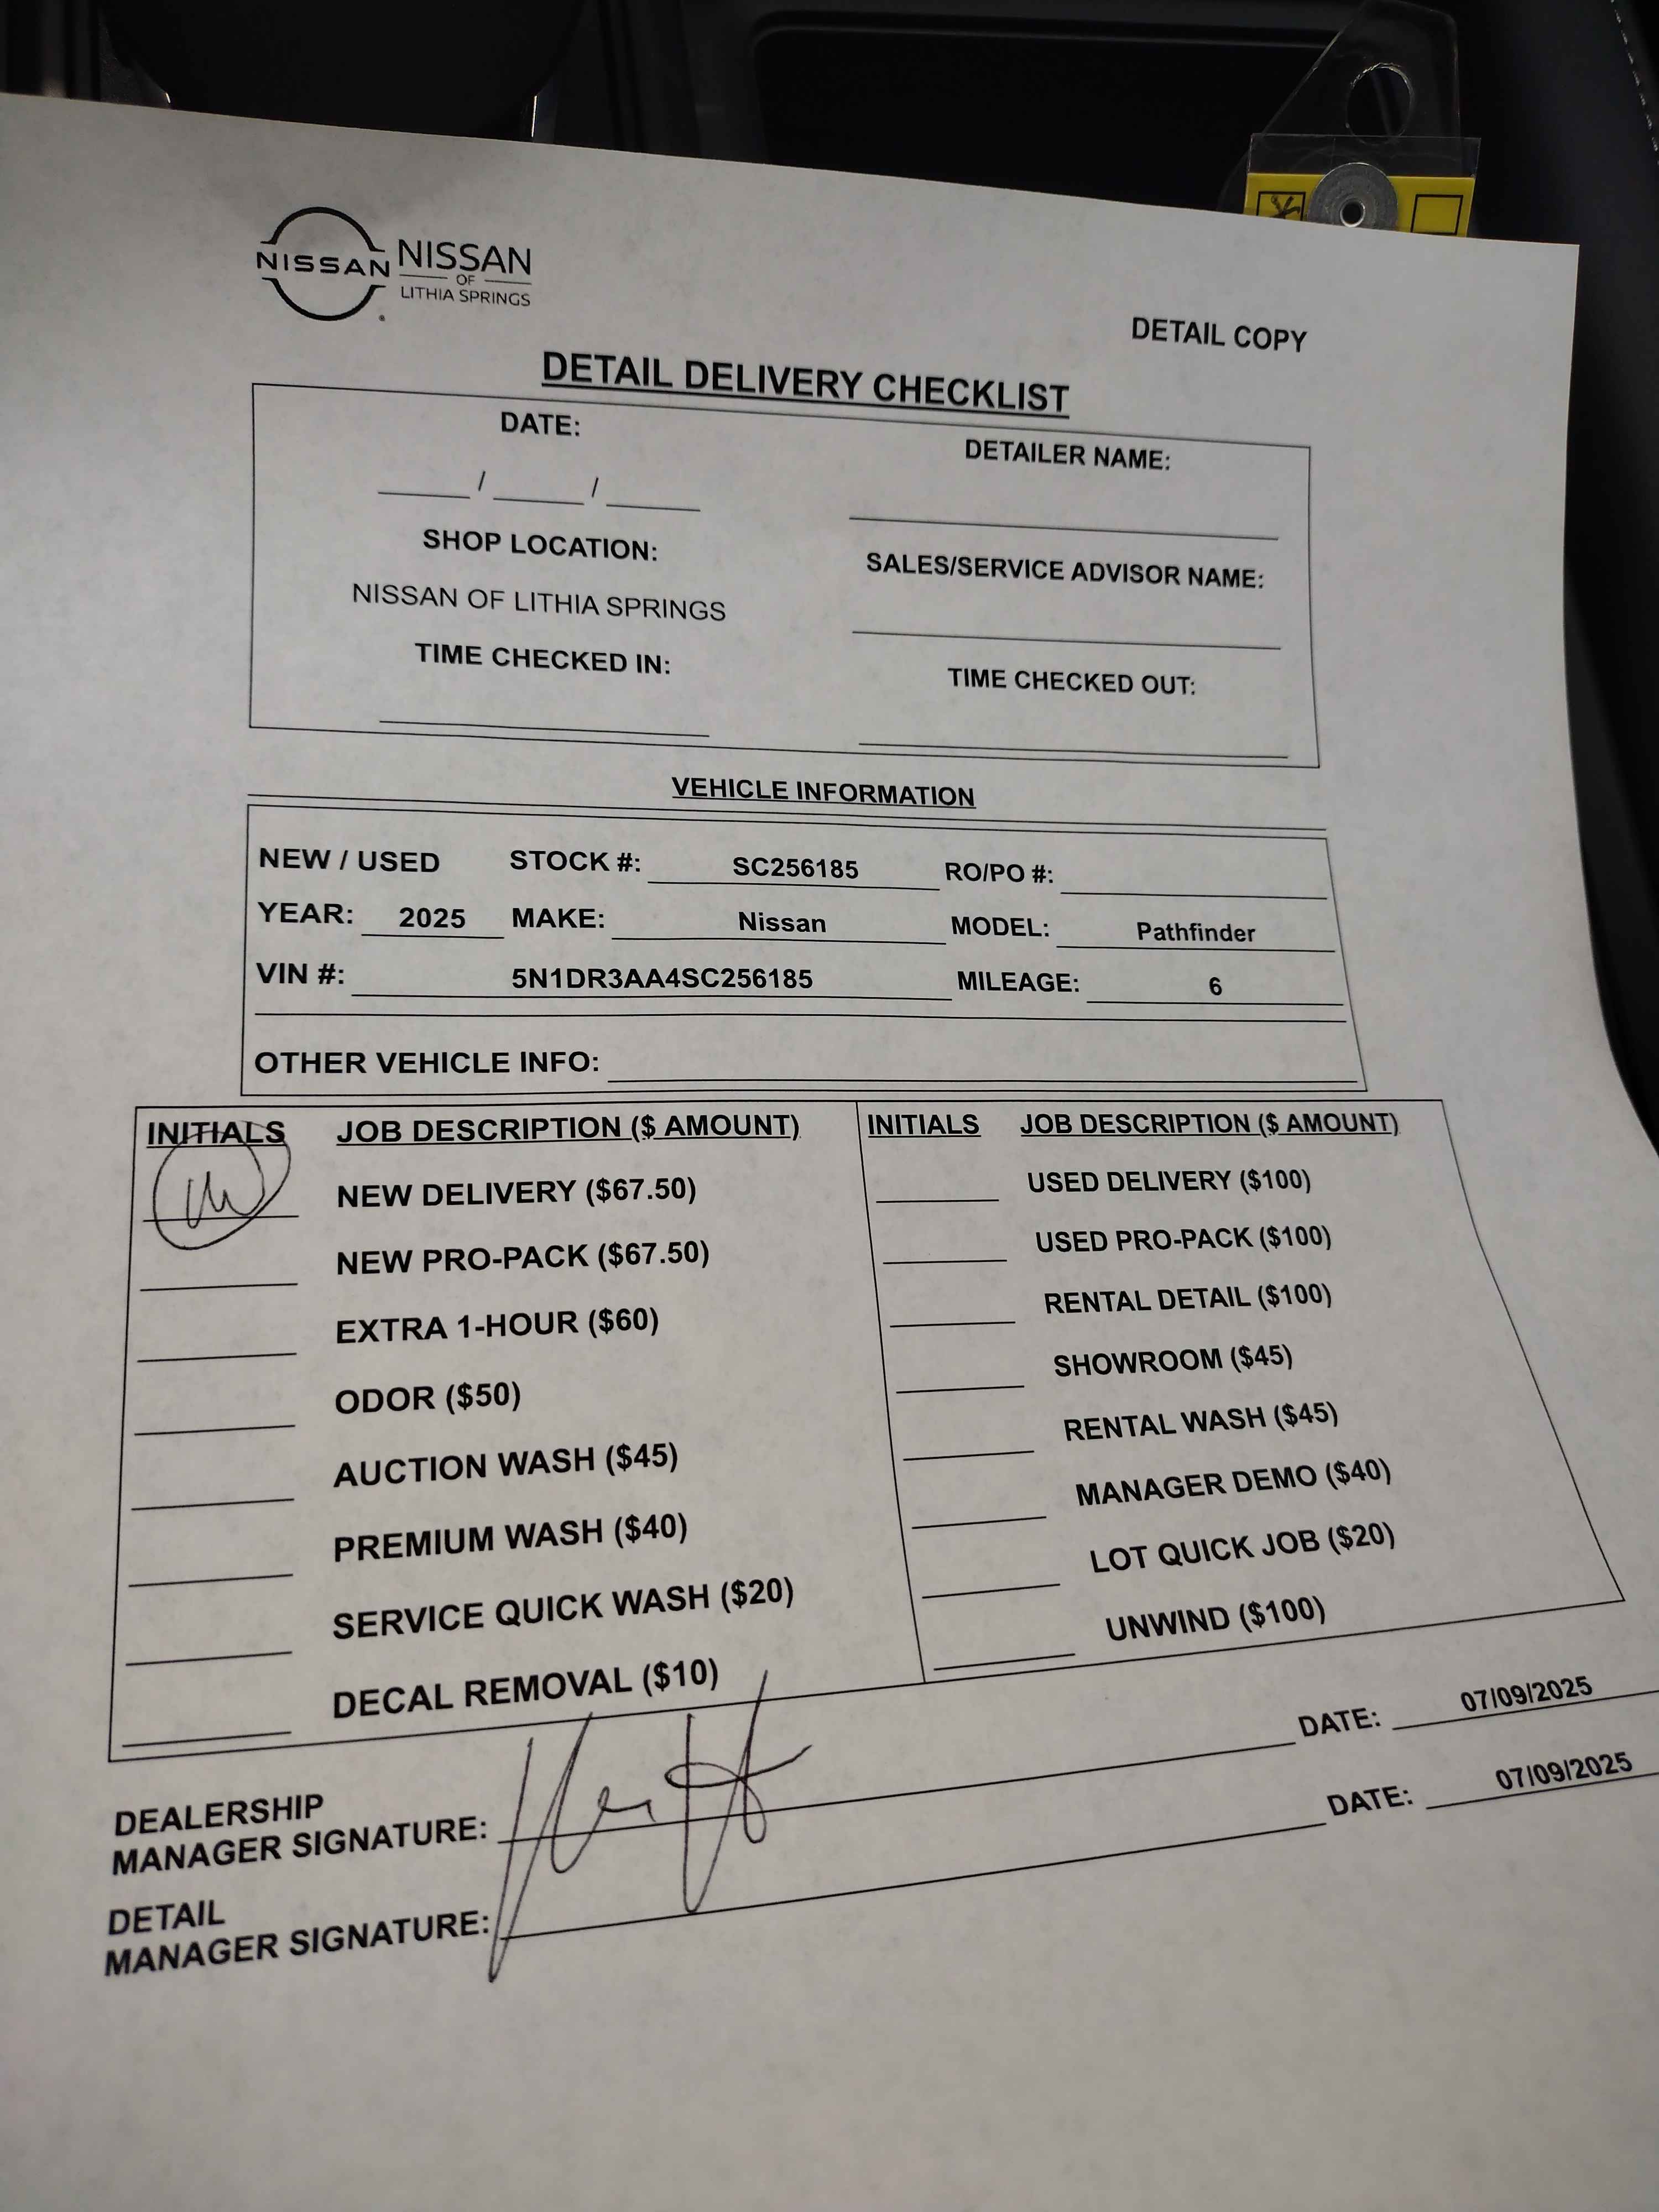 NISSAN
NISSAN
OF
LITHIA SPRINGS
DETAIL COPY
DETAIL DELIVERY CHECKLIST
DATE:
____ / ____ / ____
DETAILER NAME:
SHOP LOCATION:
NISSAN OF LITHIA SPRINGS
SALES/SERVICE ADVISOR NAME:
TIME CHECKED IN:
TIME CHECKED OUT:
VEHICLE INFORMATION
NEW / USED STOCK #: SC256185 RO/PO #:
YEAR: 2025 MAKE: Nissan MODEL: Pathfinder
VIN #: 5N1DR3AA4SC256185 MILEAGE: 6
OTHER VEHICLE INFO:
INITIALS JOB DESCRIPTION ($ AMOUNT)
NEW DELIVERY ($67.50)
NEW PRO-PACK ($67.50)
EXTRA 1-HOUR ($60)
ODOR ($50)
AUCTION WASH ($45)
PREMIUM WASH ($40)
SERVICE QUICK WASH ($20)
DECAL REMOVAL ($10)
INITIALS JOB DESCRIPTION ($ AMOUNT)
USED DELIVERY ($100)
USED PRO-PACK ($100)
RENTAL DETAIL ($100)
SHOWROOM ($45)
RENTAL WASH ($45)
MANAGER DEMO ($40)
LOT QUICK JOB ($20)
UNWIND ($100)
DEALERSHIP
MANAGER SIGNATURE: DATE: 07/09/2025
DETAIL
MANAGER SIGNATURE: DATE: 07/09/2025